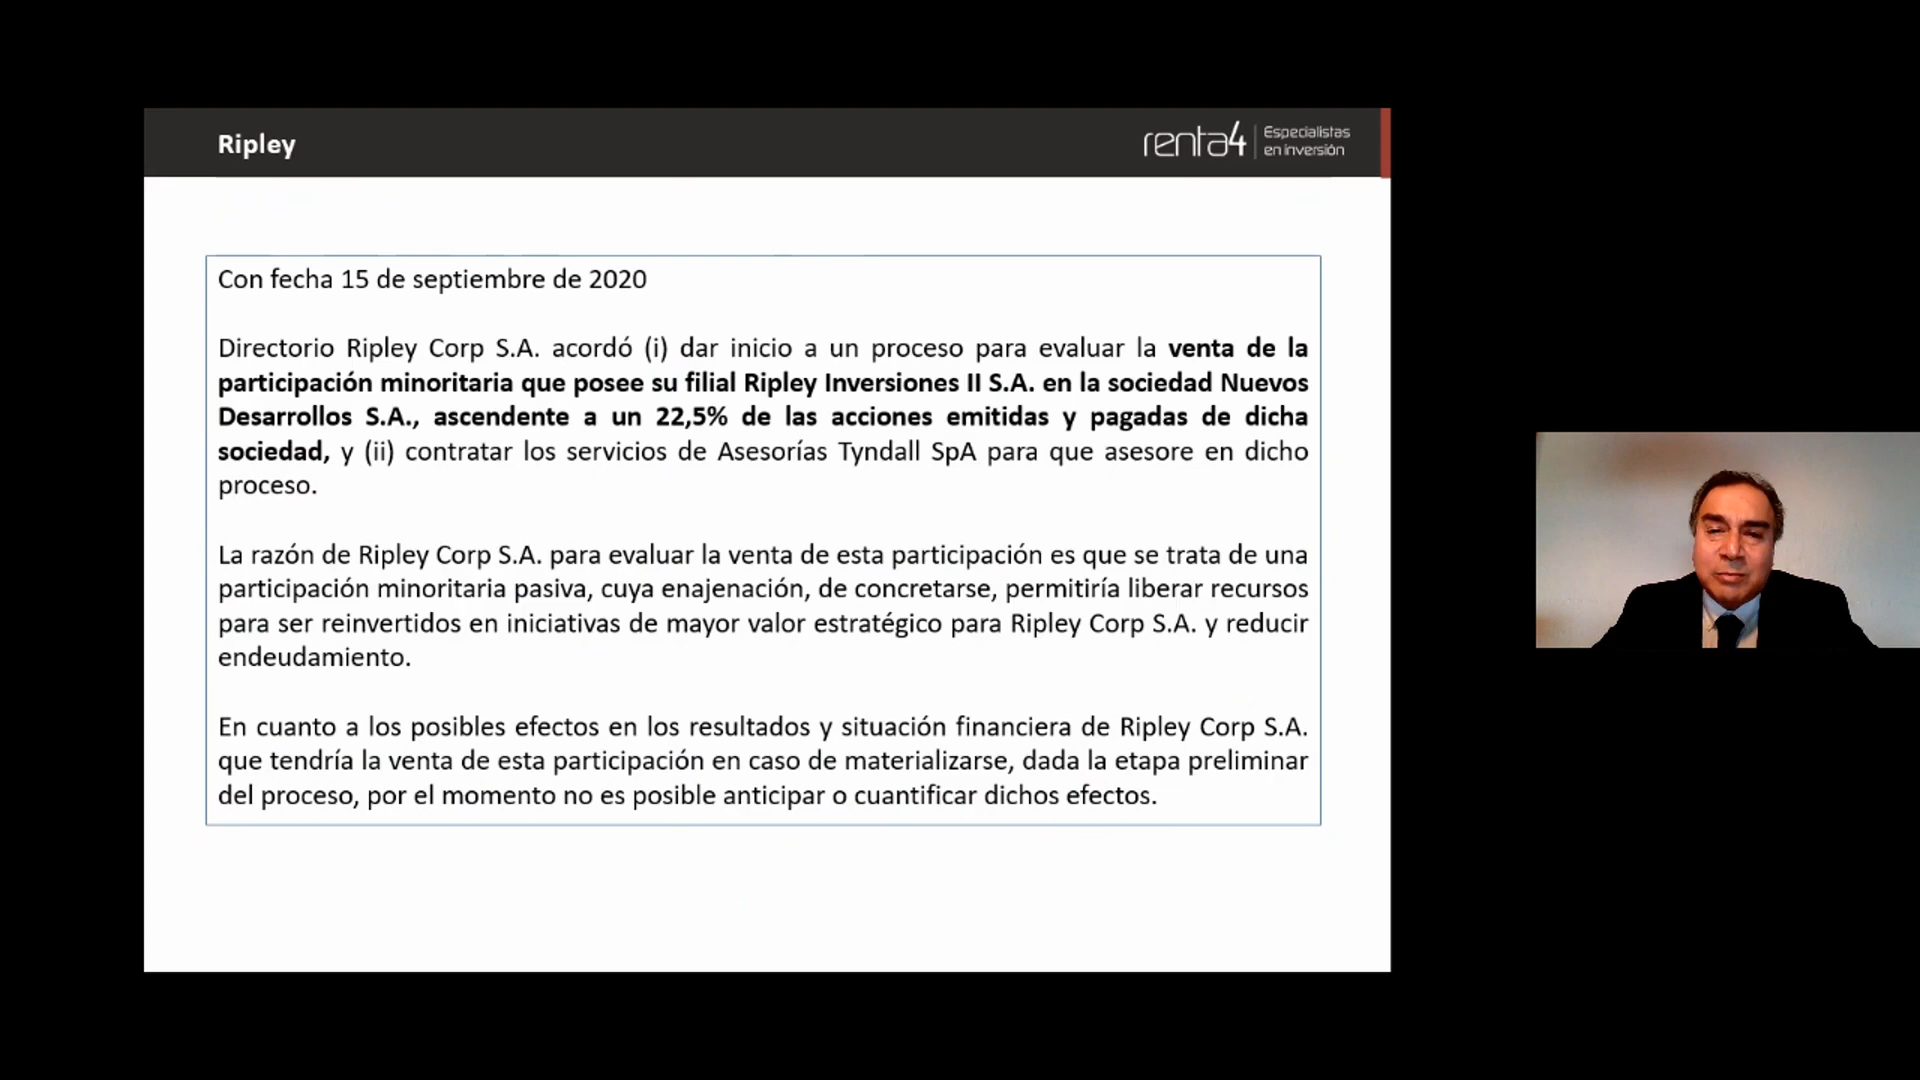 Ripley
renta4
Especialistas
en inversión
Con fecha 15 de septiembre de 2020
Directorio Ripley Corp S.A. acordó (i) dar inicio a un proceso para evaluar la venta de la
participación minoritaria que posee su filial Ripley Inversiones II S.A. en la sociedad Nuevos
Desarrollos S.A., ascendente a un 22,5% de las acciones emitidas y pagadas de dicha
sociedad, y (ii) contratar los servicios de Asesorías Tyndall SpA para que asesore en dicho
proceso.
La razón de Ripley Corp S.A. para evaluar la venta de esta participación es que se trata de una
participación minoritaria pasiva, cuya enajenación, de concretarse, permitiría liberar recursos
para ser reinvertidos en iniciativas de mayor valor estratégico para Ripley Corp S.A. y reducir
endeudamiento.
En cuanto a los posibles efectos en los resultados y situación financiera de Ripley Corp S.A.
que tendría la venta de esta participación en caso de materializarse, dada la etapa preliminar
del proceso, por el momento no es posible anticipar o cuantificar dichos efectos.